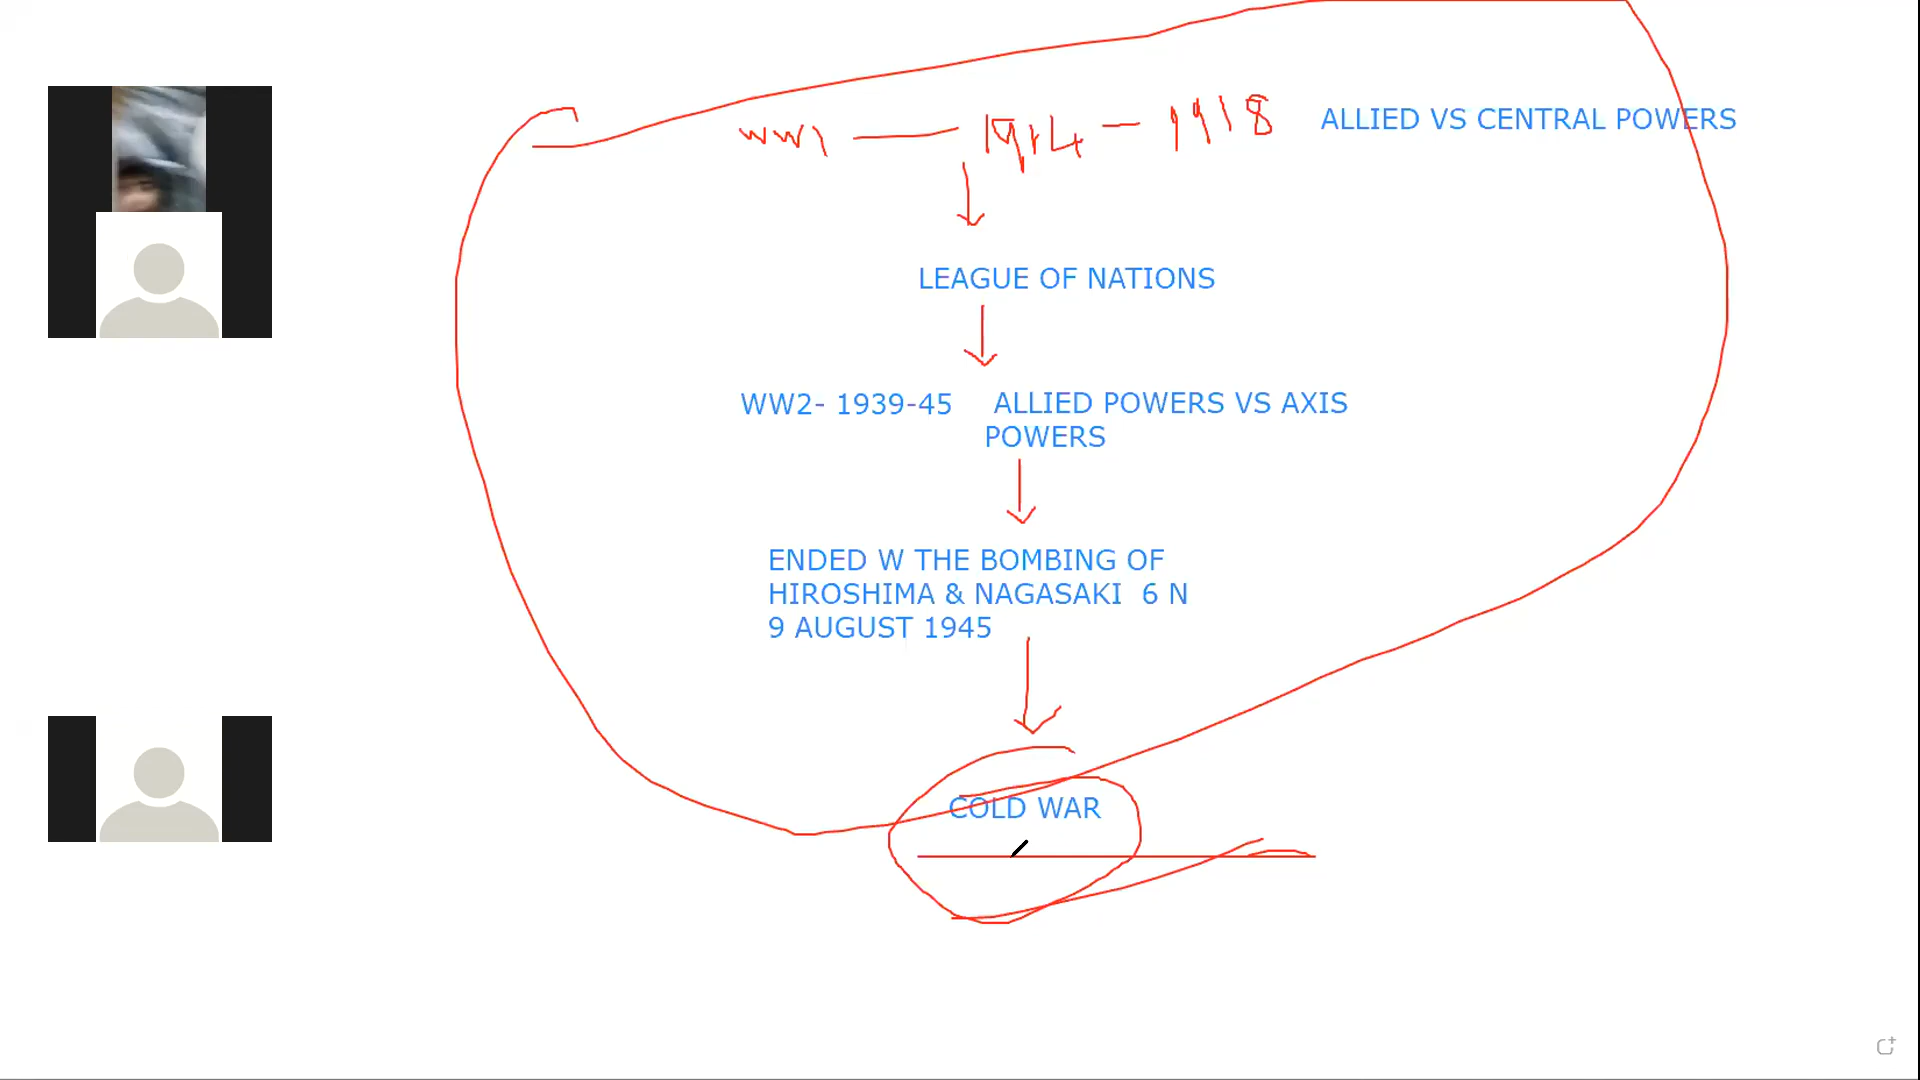 WW1 — 1914 — 1918 ALLIED VS CENTRAL POWERS
LEAGUE OF NATIONS
WW2- 1939-45 ALLIED POWERS VS AXIS
POWERS
ENDED W THE BOMBING OF
HIROSHIMA & NAGASAKI 6 N
9 AUGUST 1945
COLD WAR